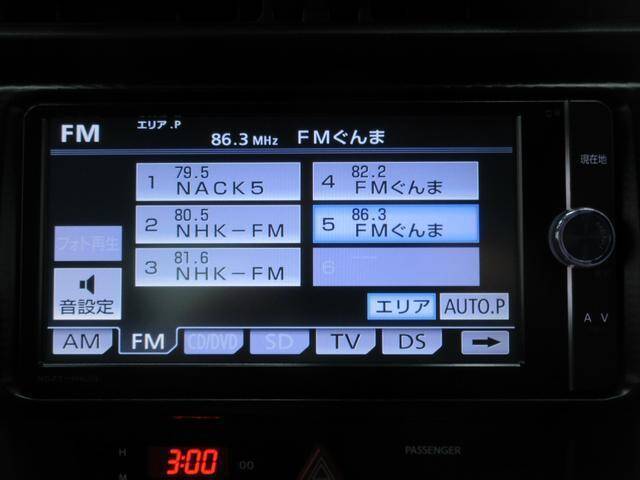 FM
エリア.P
86.3 MHz FMぐんま
現在地
1 79.5 NACK5
4 82.2 FMぐんま
2 80.5 NHK-FM
5 86.3 FMぐんま
3 81.6 NHK-FM
6
フォト再生
音設定
エリア AUTO.P
A V
AM FM CD/DVD SD TV DS
H
M
3:00
00
PASSENGER